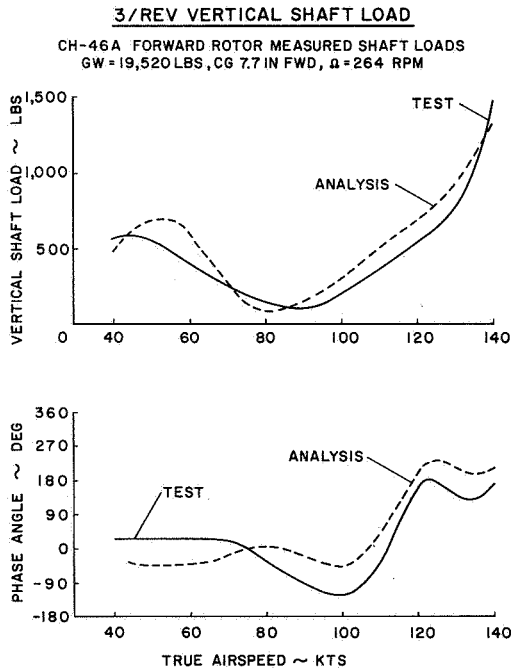 3/REV VERTICAL SHAFT LOAD
CH-46A FORWARD ROTOR MEASURED SHAFT LOADS
GW = 19,520 LBS, CG 7.7 IN FWD, Ω = 264 RPM
VERTICAL SHAFT LOAD ~ LBS
1,500
1,000
500
0
TEST
ANALYSIS
40 60 80 100 120 140
PHASE ANGLE ~ DEG
360
270
180
90
0
-90
-180
ANALYSIS
TEST
40 60 80 100 120 140
TRUE AIRSPEED ~ KTS